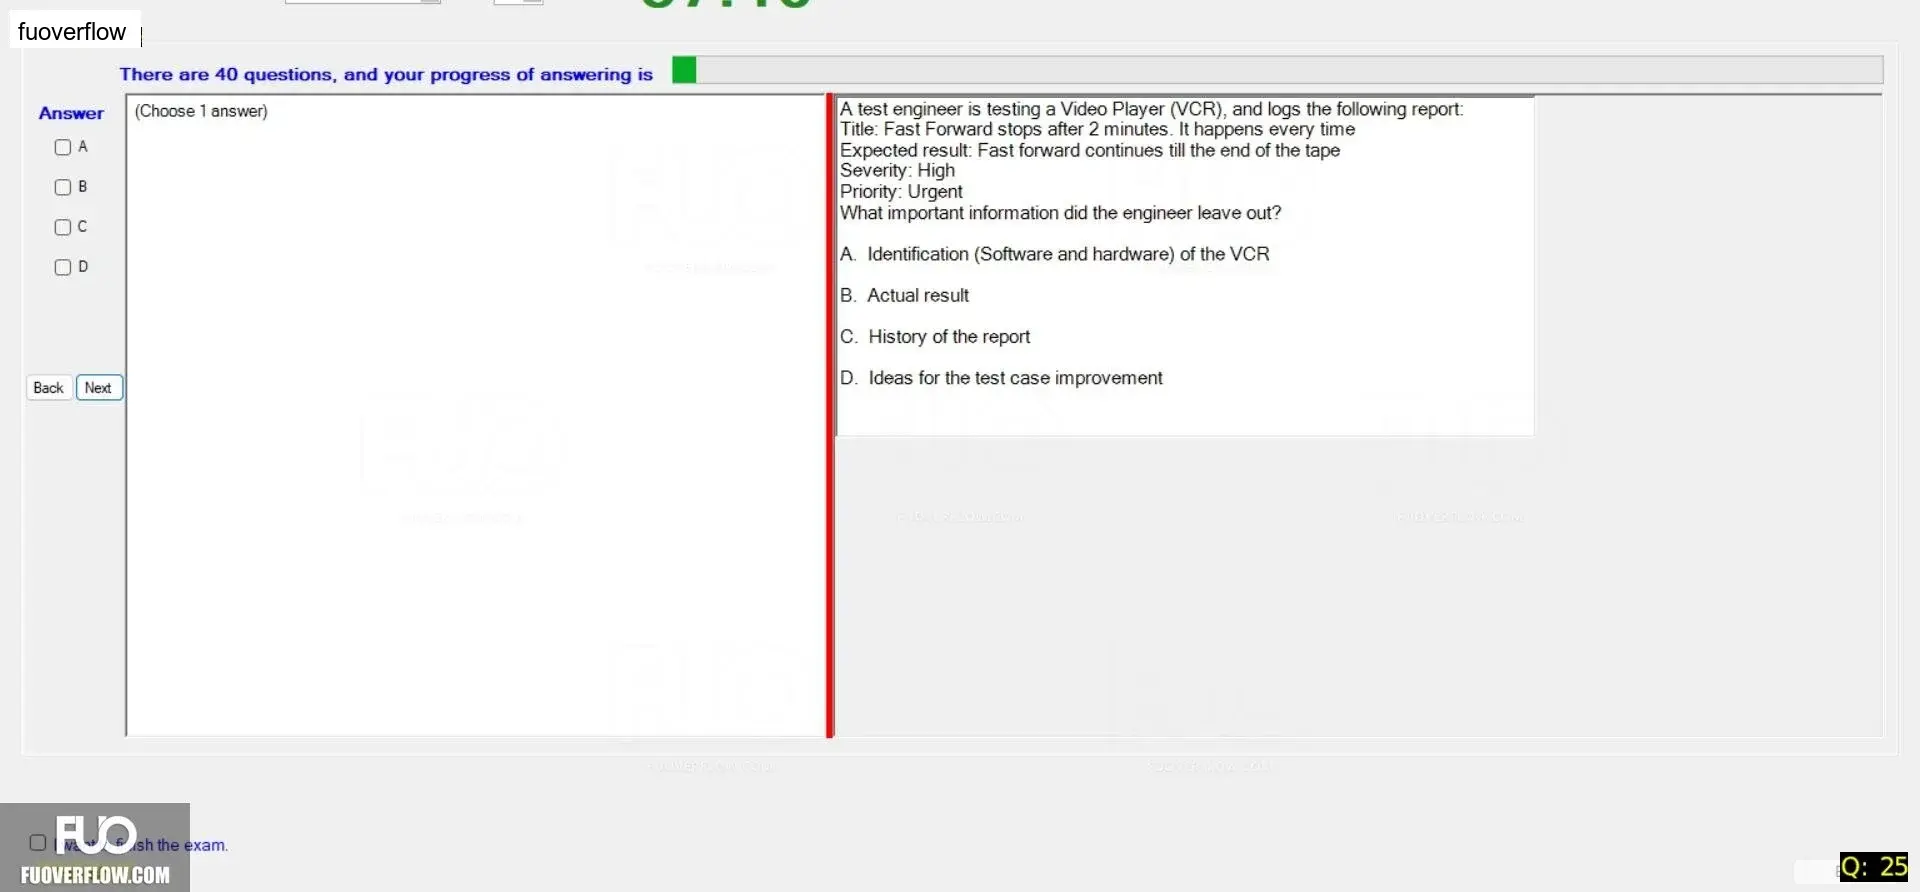 fuoverflow
There are 40 questions, and your progress of answering is
Answer
A
B
C
D
Back
Next
(Choose 1 answer)
A test engineer is testing a Video Player (VCR), and logs the following report:
Title: Fast Forward stops after 2 minutes. It happens every time
Expected result: Fast forward continues till the end of the tape
Severity: High
Priority: Urgent
What important information did the engineer leave out?
A. Identification (Software and hardware) of the VCR
B. Actual result
C. History of the report
D. Ideas for the test case improvement
the exam.
FUO
FUOVERFLOW.COM
Q: 25